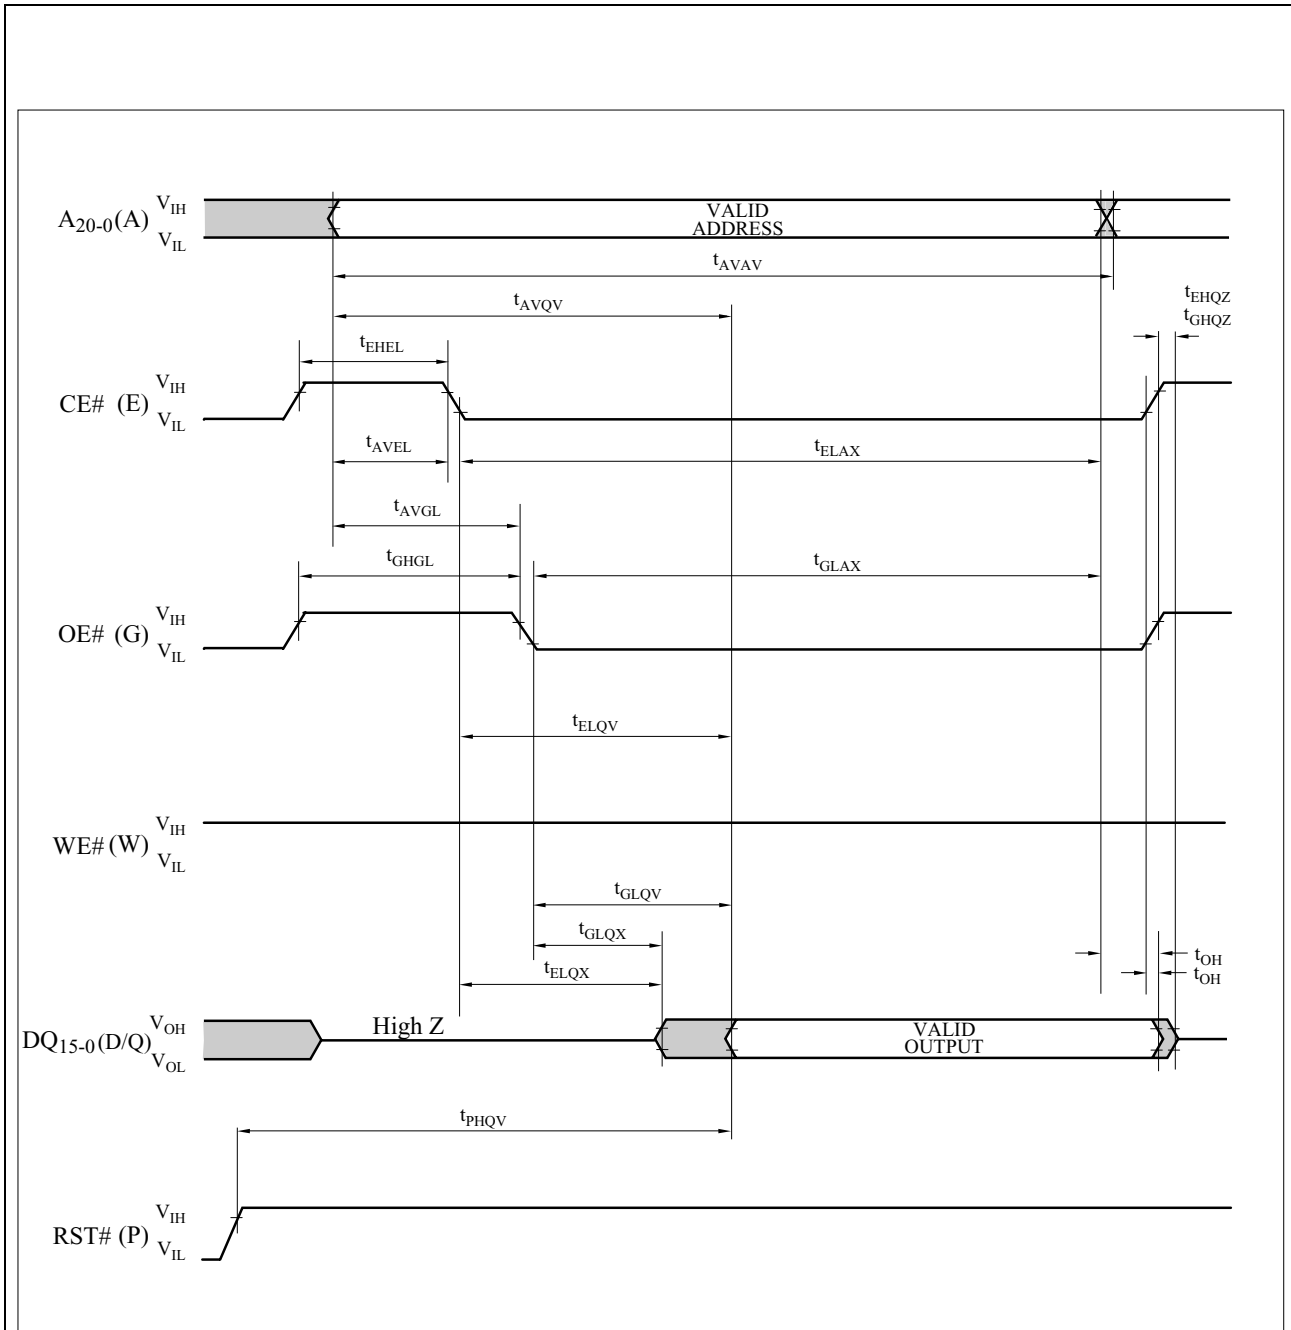 A20-0(A) VIH
VIL
VALID
ADDRESS
tAVAV
tAVQV
tEHQZ
tGHQZ
tEHEL
CE# (E) VIH
VIL
tAVEL
tELAX
tAVGL
tGHGL
tGLAX
OE# (G) VIH
VIL
tELQV
WE# (W) VIH
VIL
tGLQV
tGLQX
tELQX
tOH
tOH
DQ15-0(D/Q) VOH
VOL
High Z
VALID
OUTPUT
tPHQV
RST# (P) VIH
VIL